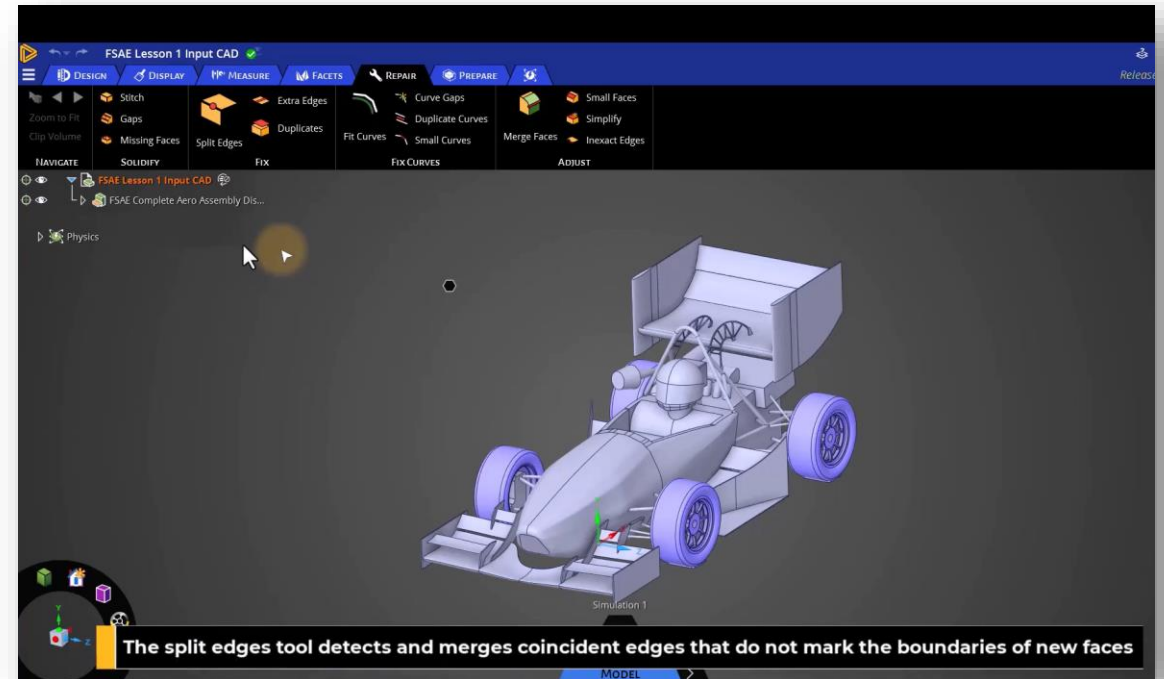 FSAE Lesson 1 Input CAD
DESIGN DISPLAY MEASURE FACETS REPAIR PREPARE
Release
Stitch Extra Edges Curve Gaps Small Faces
Zoom to Fit Gaps Duplicates Duplicate Curves Simplify
Clip Volume Missing Faces Split Edges Fit Curves Small Curves Merge Faces Inexact Edges
NAVIGATE SOLIDIFY FIX FIX CURVES ADJUST
FSAE Lesson 1 Input CAD
FSAE Complete Aero Assembly Dis...
Physics
Simulation 1
Y
Z
The split edges tool detects and merges coincident edges that do not mark the boundaries of new faces
MODEL